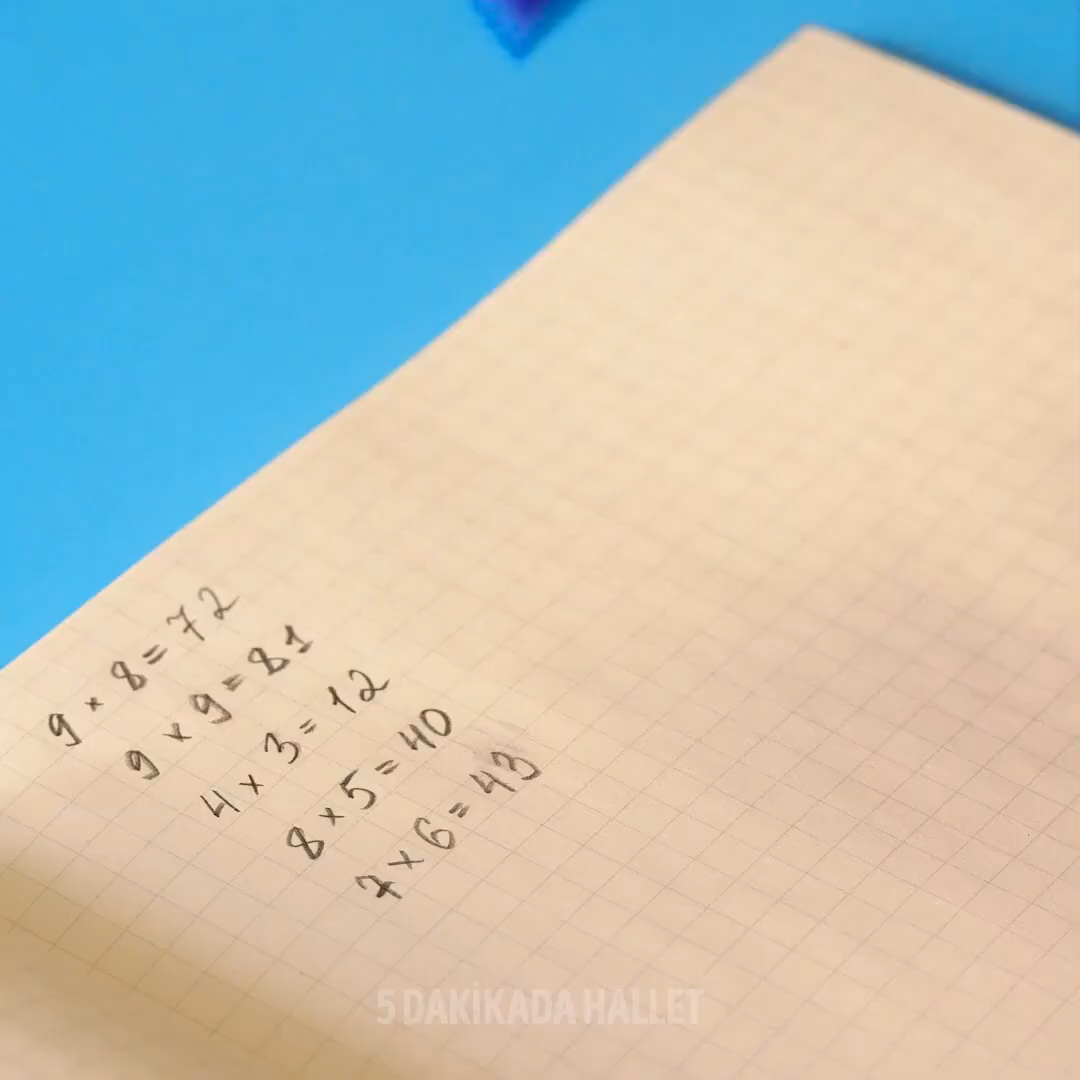 9 × 8 = 72
9 × 9 = 81
4 × 3 = 12
8 × 5 = 40
7 × 6 = 43
5 DAKİKADA HALLET